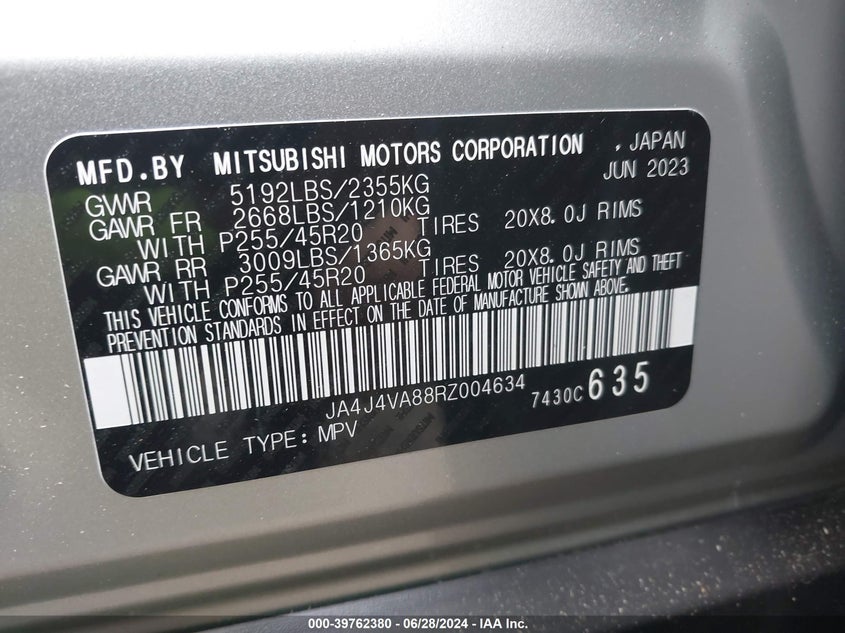 MFD.BY MITSUBISHI MOTORS CORPORATION . JAPAN
JUN 2023
GVWR 5192LBS/2355KG
GAWR FR 2668LBS/1210KG
WITH P255/45R20 TIRES 20X8.0J RIMS
GAWR RR 3009LBS/1365KG
WITH P255/45R20 TIRES 20X8.0J RIMS
THIS VEHICLE CONFORMS TO ALL APPLICABLE FEDERAL MOTOR VEHICLE SAFETY AND THEFT
PREVENTION STANDARDS IN EFFECT ON THE DATE OF MANUFACTURE SHOWN ABOVE.
JA4J4VA88RZ004634 7430C 635
VEHICLE TYPE: MPV
000-39762380 - 06/28/2024 - IAAI Inc.